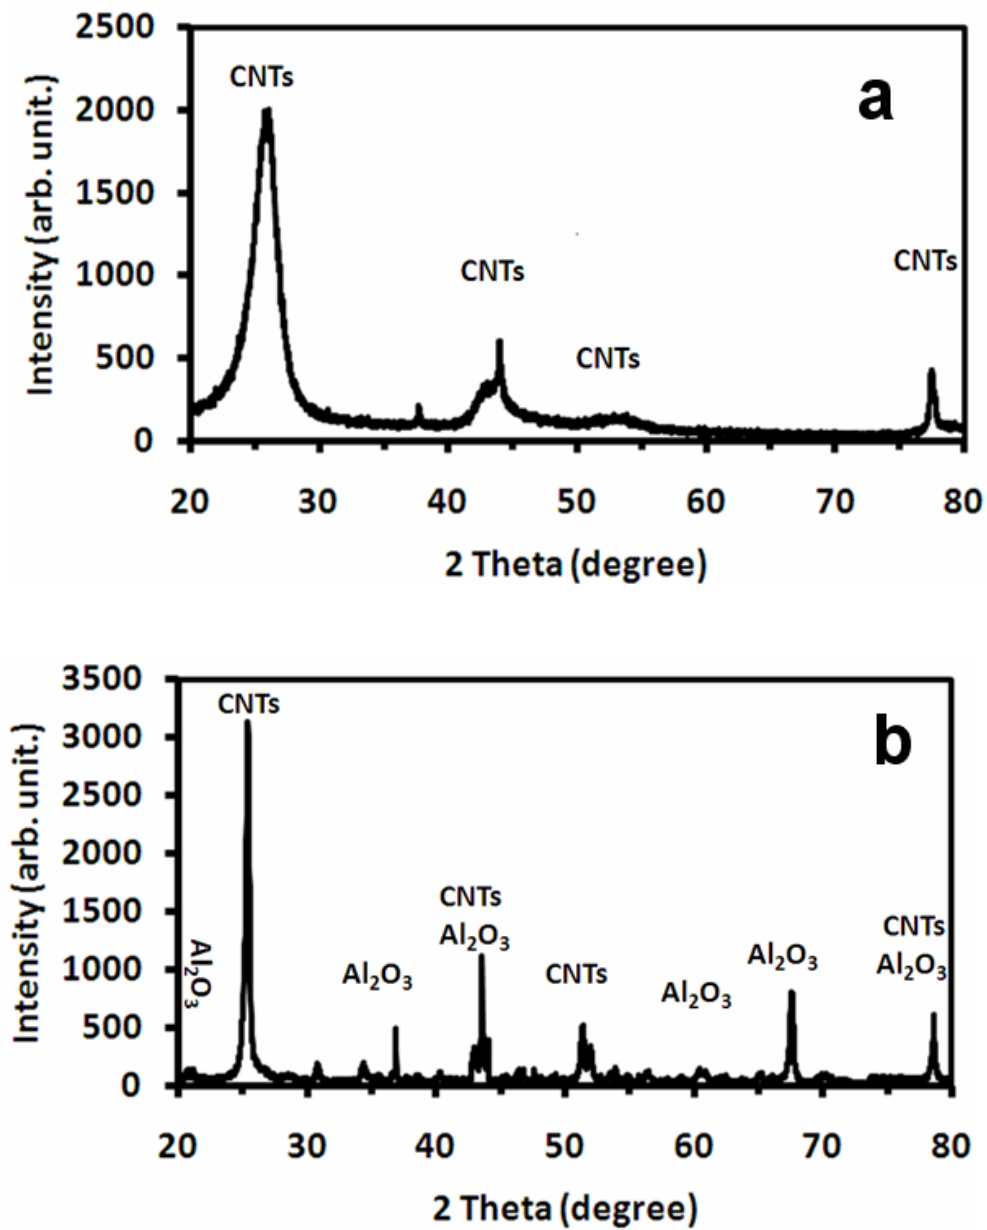 2500
CNTs
a
2000
1500
1000
CNTs
CNTs
500
CNTs
0
20 30 40 50 60 70 80
Intensity (arb. unit.)
2 Theta (degree)
3500
CNTs
b
3000
2500
2000
1500
CNTs
Al₂O₃
CNTs
Al₂O₃
Al₂O₃
1000
Al₂O₃
Al₂O₃
CNTs
Al₂O₃
500
0
20 30 40 50 60 70 80
Intensity (arb. unit.)
2 Theta (degree)